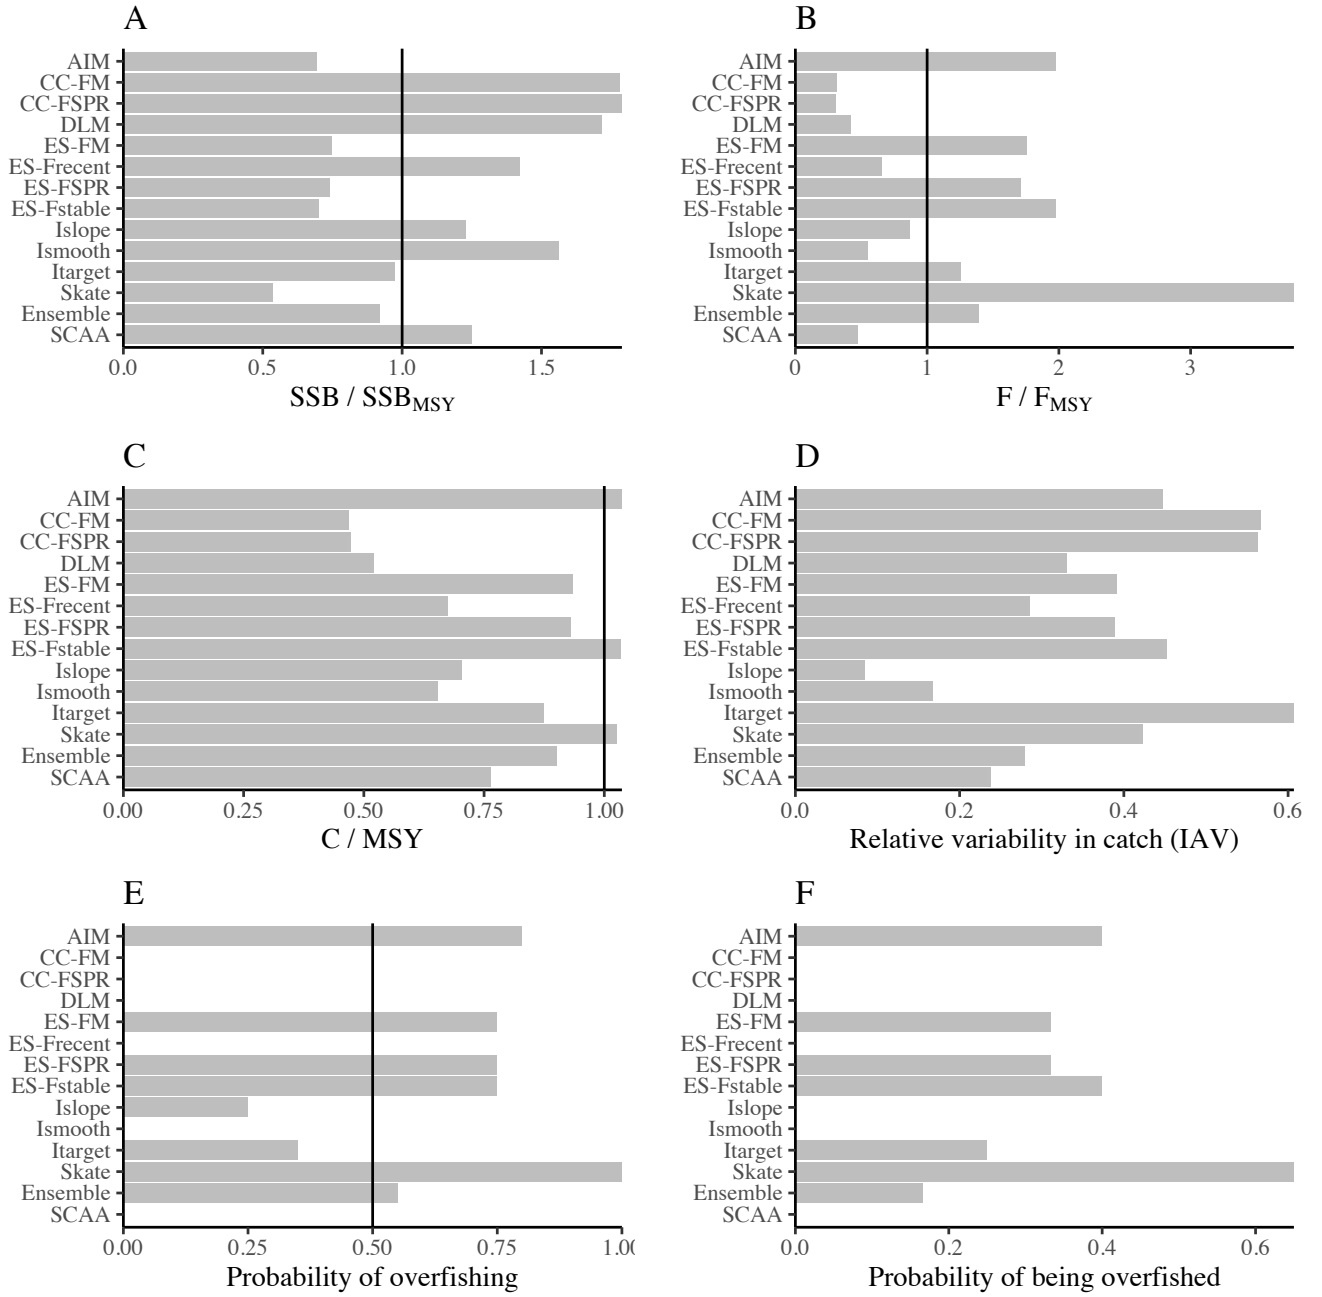 A
AIM
CC-FM
CC-FSPR
DLM
ES-FM
ES-Frecent
ES-FSPR
ES-Fstable
Islope
Ismooth
Itarget
Skate
Ensemble
SCAA
0.0 0.5 1.0 1.5
SSB / SSBMSY
B
AIM
CC-FM
CC-FSPR
DLM
ES-FM
ES-Frecent
ES-FSPR
ES-Fstable
Islope
Ismooth
Itarget
Skate
Ensemble
SCAA
0 1 2 3
F / FMSY
C
AIM
CC-FM
CC-FSPR
DLM
ES-FM
ES-Frecent
ES-FSPR
ES-Fstable
Islope
Ismooth
Itarget
Skate
Ensemble
SCAA
0.00 0.25 0.50 0.75 1.00
C / MSY
D
AIM
CC-FM
CC-FSPR
DLM
ES-FM
ES-Frecent
ES-FSPR
ES-Fstable
Islope
Ismooth
Itarget
Skate
Ensemble
SCAA
0.0 0.2 0.4 0.6
Relative variability in catch (IAV)
E
AIM
CC-FM
CC-FSPR
DLM
ES-FM
ES-Frecent
ES-FSPR
ES-Fstable
Islope
Ismooth
Itarget
Skate
Ensemble
SCAA
0.00 0.25 0.50 0.75 1.0
Probability of overfishing
F
AIM
CC-FM
CC-FSPR
DLM
ES-FM
ES-Frecent
ES-FSPR
ES-Fstable
Islope
Ismooth
Itarget
Skate
Ensemble
SCAA
0.0 0.2 0.4 0.6
Probability of being overfished